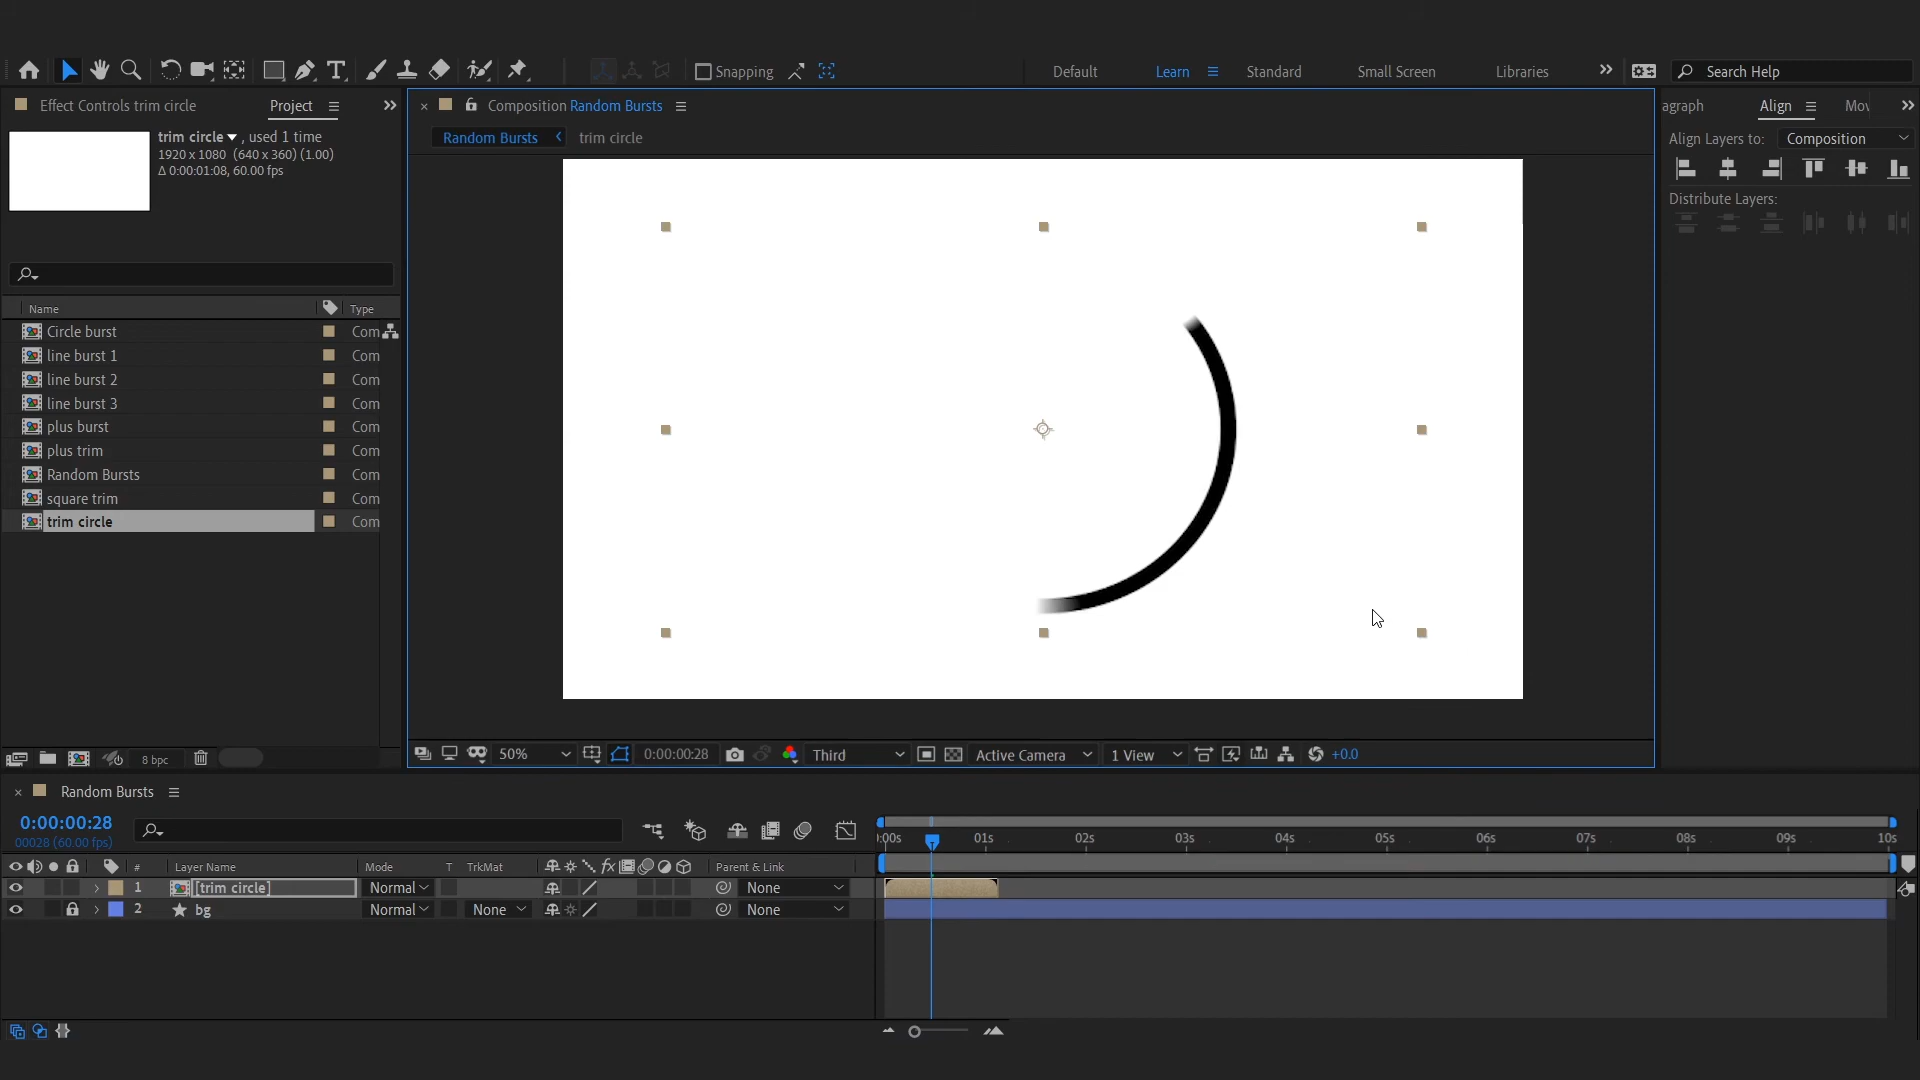 Snapping
Default
Learn
Standard
Small Screen
Libraries
Search Help
Effect Controls trim circle
Project
Composition Random Bursts
agraph
Align
Mov
trim circle, used 1 time
1920 x 1080 (640 x 360) (1.00)
Δ 0:00:01:08, 60.00 fps
Random Bursts
trim circle
Align Layers to:
Composition
Distribute Layers:
Name
Type
Circle burst
Com
line burst 1
Com
line burst 2
Com
line burst 3
Com
plus burst
Com
plus trim
Com
Random Bursts
Com
square trim
Com
trim circle
Com
8 bpc
50%
0:00:00:28
Third
Active Camera
1 View
+0.0
Random Bursts
0:00:00:28
00028 (60.00 fps)
:00s
01s
02s
03s
04s
05s
06s
07s
08s
09s
10s
#
Layer Name
Mode
T
TrkMat
fx
Parent & Link
1
[trim circle]
Normal
None
2
bg
Normal
None
None